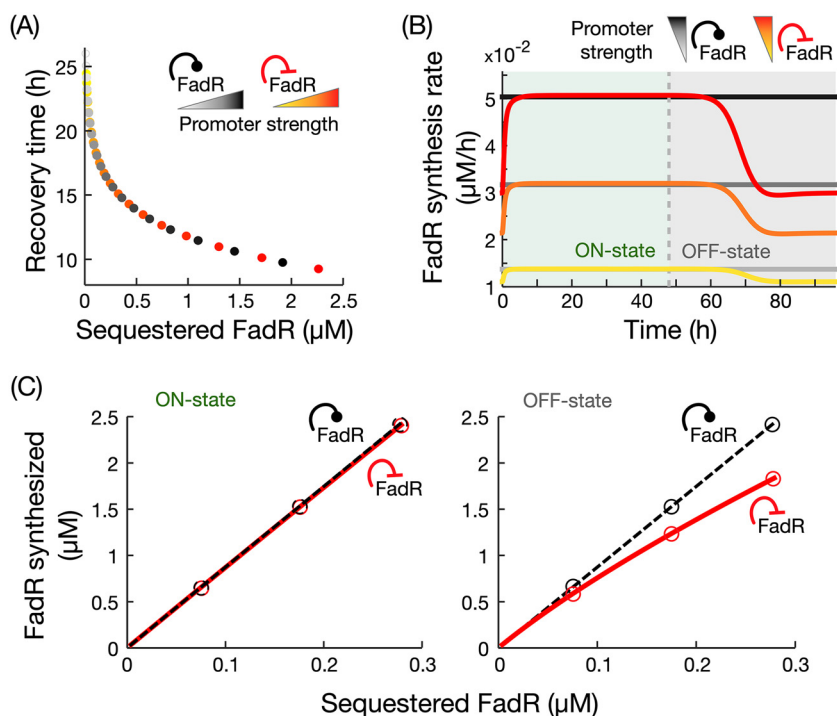 (A)
Recovery time (h)
25
20
15
10
FadR
FadR
Promoter strength
0
0.5
1
1.5
2
2.5
Sequestered FadR (µM)
(B)
Promoter
strength
FadR
FadR
×10⁻²
FadR synthesis rate
(µM/h)
5
4
3
2
1
ON-state
OFF-state
0
20
40
60
80
Time (h)
(C)
ON-state
FadR
FadR
FadR synthesized
(µM)
2.5
2
1.5
1
0.5
0
0
0.1
0.2
0.3
OFF-state
FadR
FadR
2.5
2
1.5
1
0.5
0
0
0.1
0.2
0.3
Sequestered FadR (µM)